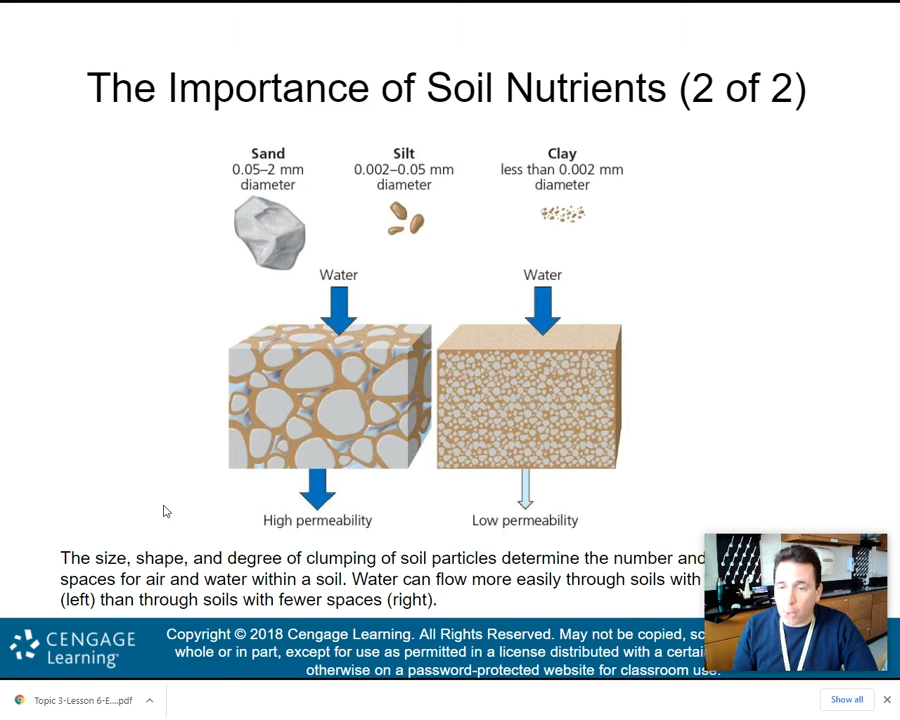 The Importance of Soil Nutrients (2 of 2)
Sand
0.05–2 mm
diameter
Silt
0.002–0.05 mm
diameter
Clay
less than 0.002 mm
diameter
Water
Water
High permeability
Low permeability
The size, shape, and degree of clumping of soil particles determine the number and
spaces for air and water within a soil. Water can flow more easily through soils with
(left) than through soils with fewer spaces (right).
CENGAGE
Learning
Copyright © 2018 Cengage Learning. All Rights Reserved. May not be copied,
whole or in part, except for use as permitted in a license distributed with a
otherwise on a password-protected website for classroom use.
Topic 3-Lesson 6-E....pdf
Show all